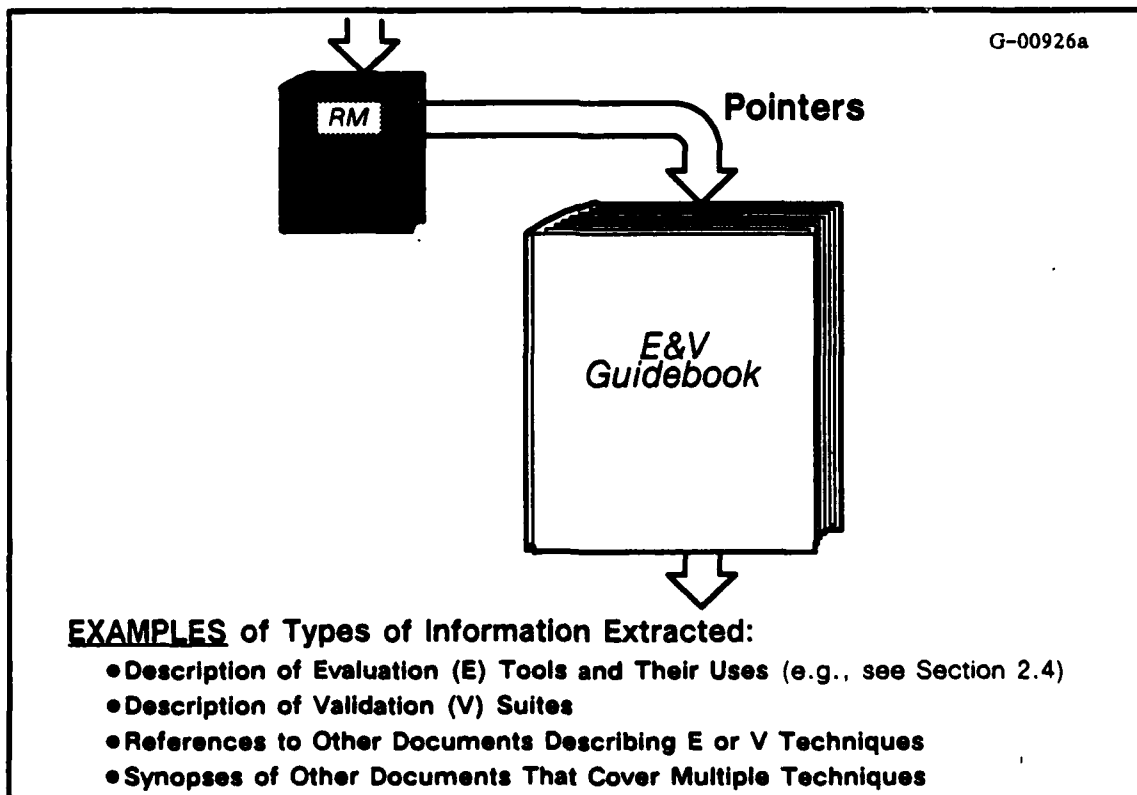 G-00926a
RM
Pointers
E&V
Guidebook
EXAMPLES of Types of Information Extracted:
●Description of Evaluation (E) Tools and Their Uses (e.g., see Section 2.4)
●Description of Validation (V) Suites
●References to Other Documents Describing E or V Techniques
●Synopses of Other Documents That Cover Multiple Techniques